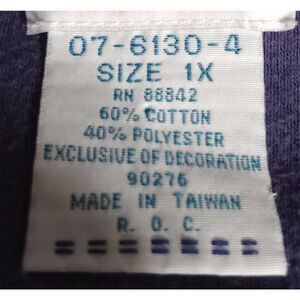 07-6130-4
SIZE 1X
RN 88842
60% COTTON
40% POLYESTER
EXCLUSIVE OF DECORATION
90276
MADE IN TAIWAN
R. O. C.